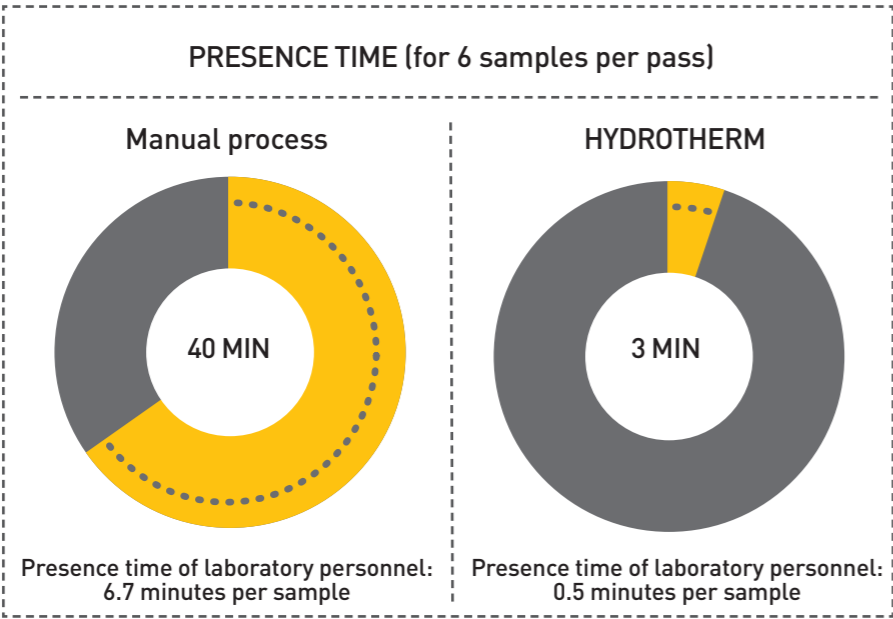 PRESENCE TIME (for 6 samples per pass)
Manual process
40 MIN
Presence time of laboratory personnel:
6.7 minutes per sample
HYDROTHERM
3 MIN
Presence time of laboratory personnel:
0.5 minutes per sample